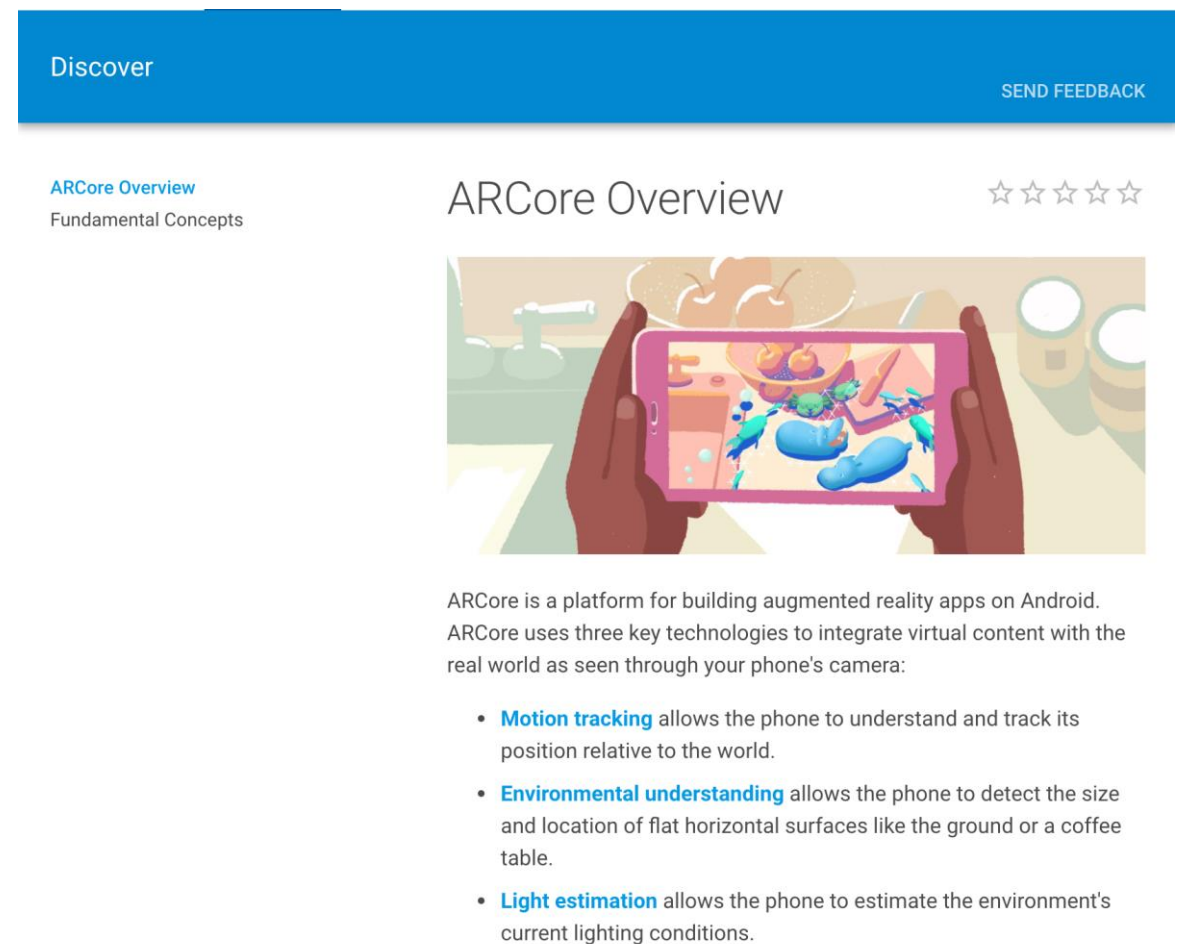 Discover
SEND FEEDBACK
ARCore Overview
Fundamental Concepts
ARCore Overview
ARCore is a platform for building augmented reality apps on Android.
ARCore uses three key technologies to integrate virtual content with the
real world as seen through your phone's camera:
• Motion tracking allows the phone to understand and track its
position relative to the world.
• Environmental understanding allows the phone to detect the size
and location of flat horizontal surfaces like the ground or a coffee
table.
• Light estimation allows the phone to estimate the environment's
current lighting conditions.